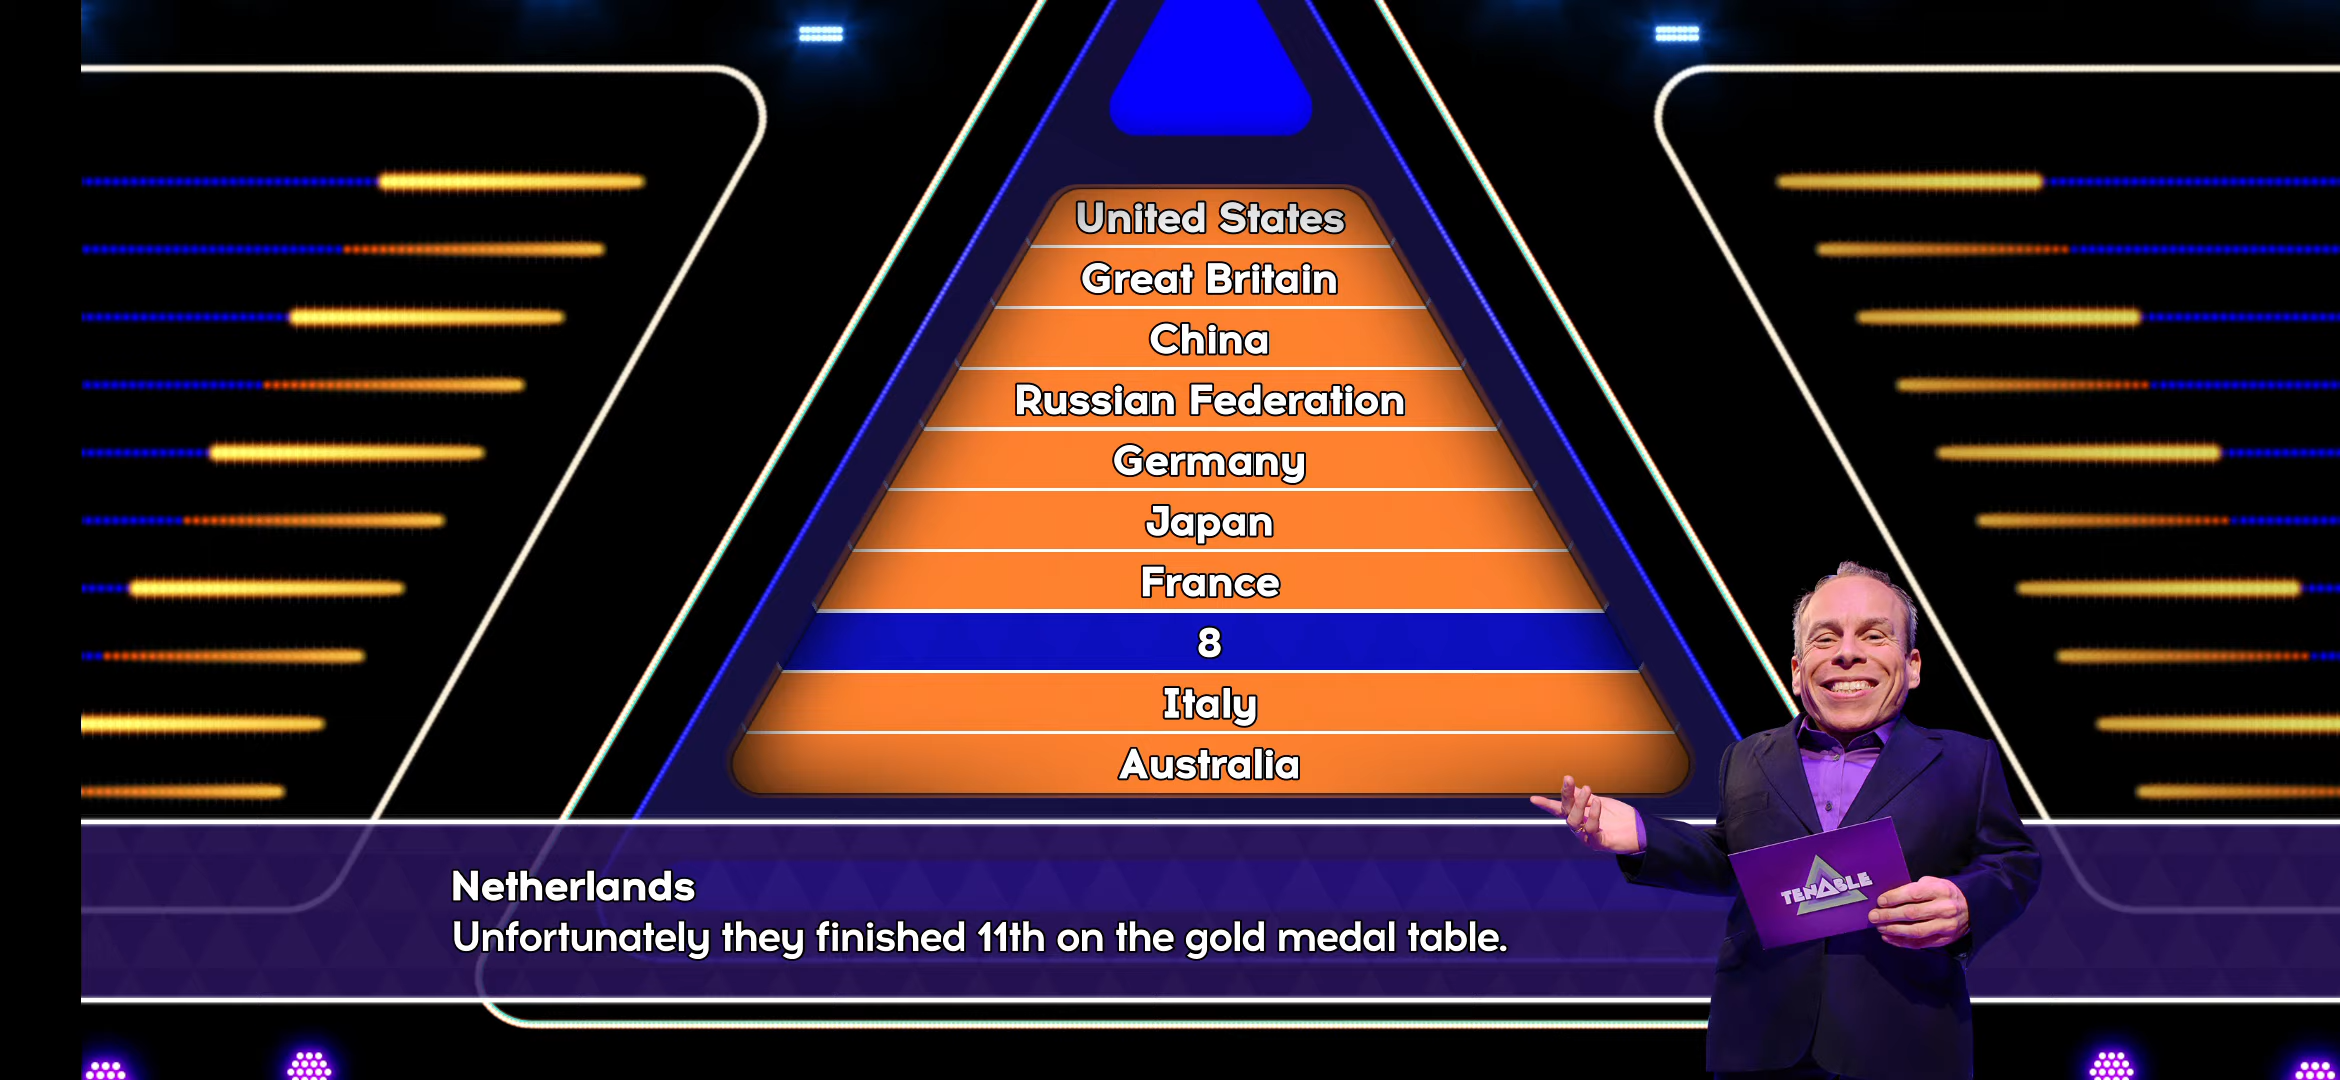 United States
Great Britain
China
Russian Federation
Germany
Japan
France
8
Italy
Australia
Netherlands
Unfortunately they finished 11th on the gold medal table.
TENABLE